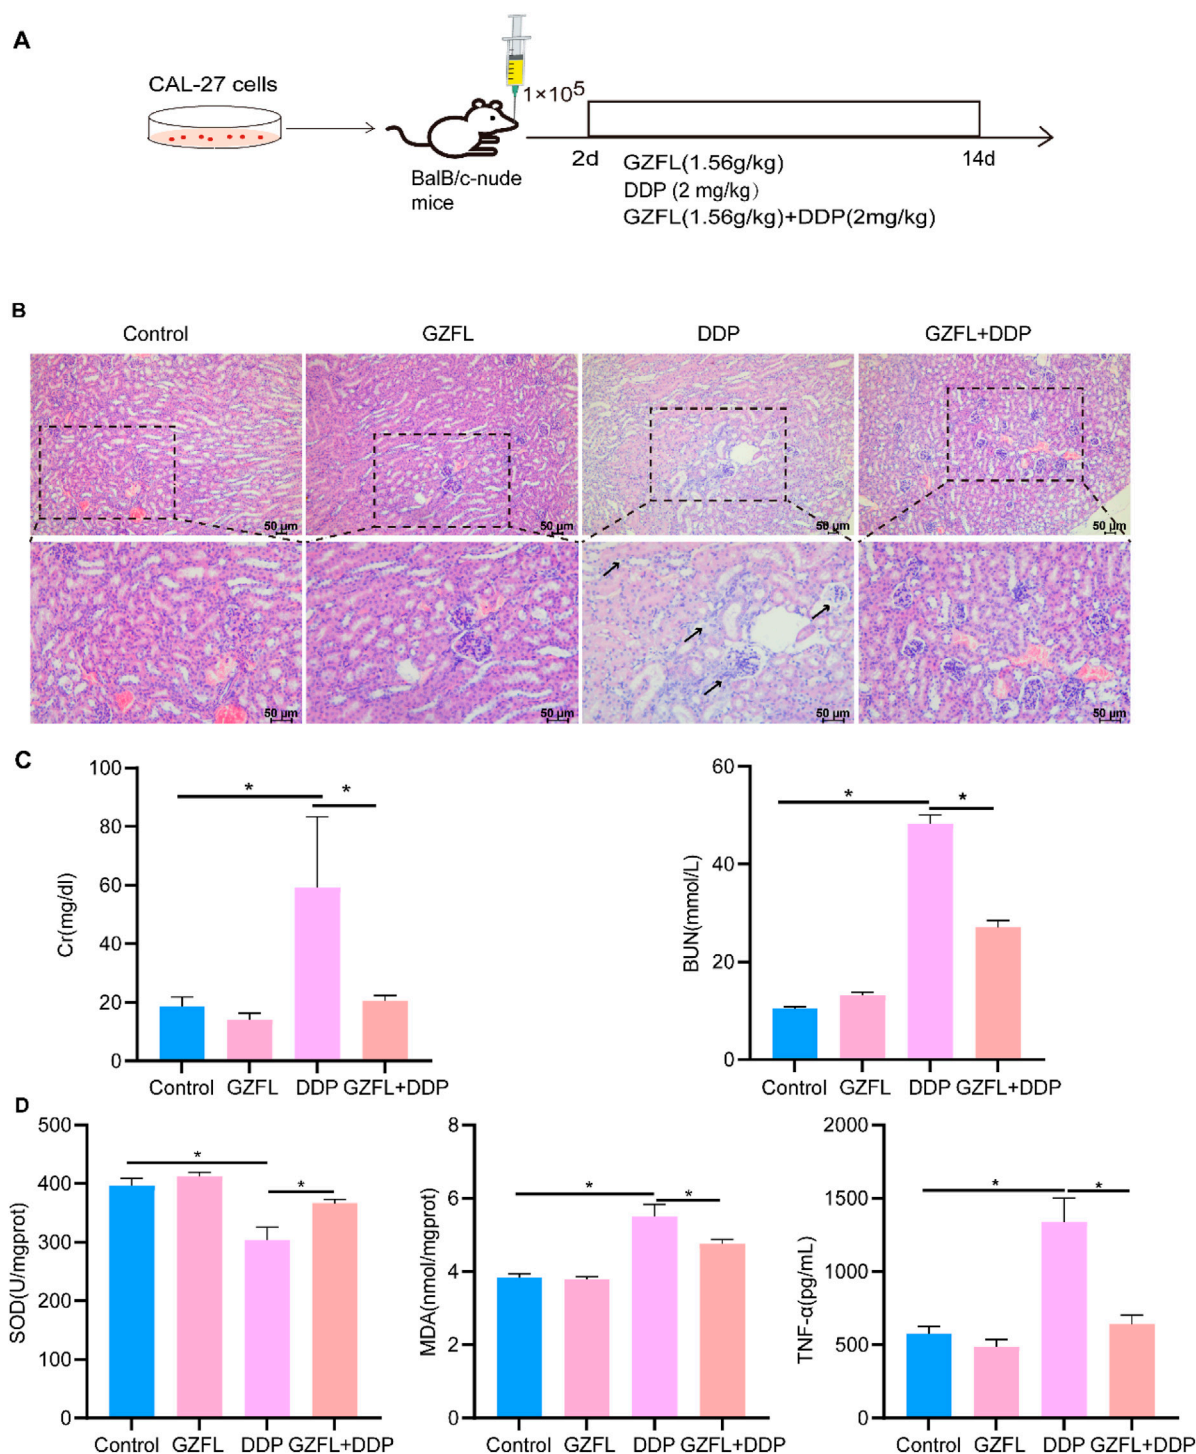 A
CAL-27 cells
BalB/c-nude
mice
1×10⁵
2d
14d
GZFL(1.56g/kg)
DDP (2 mg/kg)
GZFL(1.56g/kg)+DDP(2mg/kg)
B
Control
GZFL
DDP
GZFL+DDP
50 µm
50 µm
50 µm
50 µm
50 µm
50 µm
50 µm
50 µm
C
Cr(mg/dl)
100
80
60
40
20
0
*
*
Control
GZFL
DDP
GZFL+DDP
BUN(mmol/L)
60
40
20
0
*
*
Control
GZFL
DDP
GZFL+DDP
D
SOD(U/mgprot)
500
400
300
200
100
0
*
*
Control
GZFL
DDP
GZFL+DDP
MDA(nmol/mgprot)
8
6
4
2
0
*
*
Control
GZFL
DDP
GZFL+DDP
TNF-α(pg/mL)
2000
1500
1000
500
0
*
*
Control
GZFL
DDP
GZFL+DDP